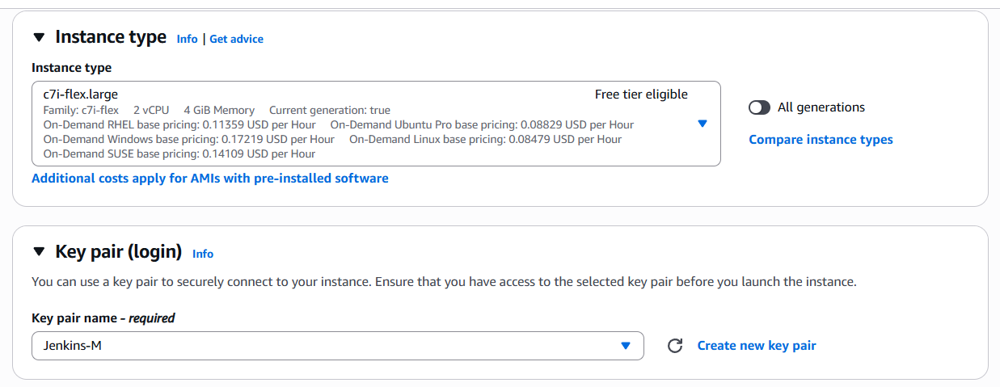 Instance type Info | Get advice
Instance type
c7i-flex.large Free tier eligible
Family: c7i-flex 2 vCPU 4 GiB Memory Current generation: true
On-Demand RHEL base pricing: 0.11359 USD per Hour On-Demand Ubuntu Pro base pricing: 0.08829 USD per Hour
On-Demand Windows base pricing: 0.17219 USD per Hour On-Demand Linux base pricing: 0.08479 USD per Hour
On-Demand SUSE base pricing: 0.14109 USD per Hour
All generations
Compare instance types
Additional costs apply for AMIs with pre-installed software
Key pair (login) Info
You can use a key pair to securely connect to your instance. Ensure that you have access to the selected key pair before you launch the instance.
Key pair name - required
Jenkins-M
Create new key pair